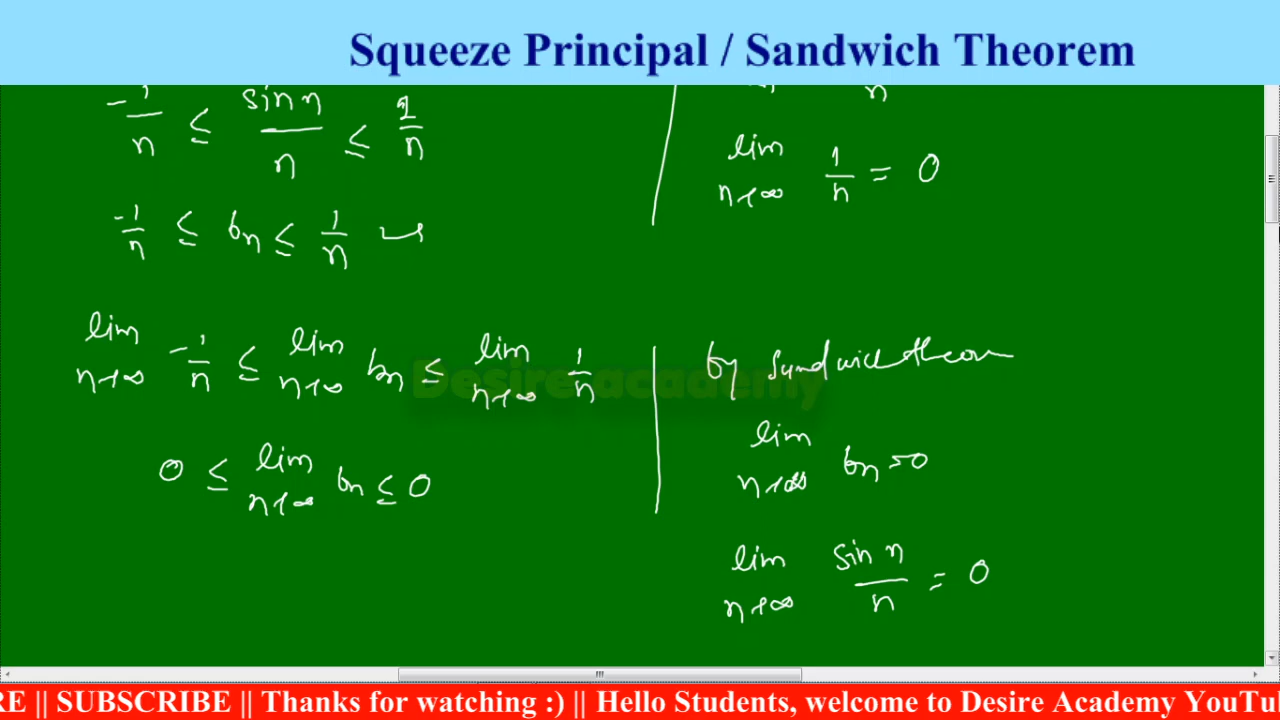 Squeeze Principal / Sandwich Theorem
-1/n ≤ sin n/n ≤ 1/n
-1/n ≤ bn ≤ 1/n
lim n→∞ -1/n ≤ lim n→∞ bn ≤ lim n→∞ 1/n
0 ≤ lim n→∞ bn ≤ 0
n
lim n→∞ 1/n = 0
by Sandwich theorem
lim n→∞ bn = 0
lim n→∞ sin n/n = 0
Desire academy
RE || SUBSCRIBE || Thanks for watching :) || Hello Students, welcome to Desire Academy YouTu